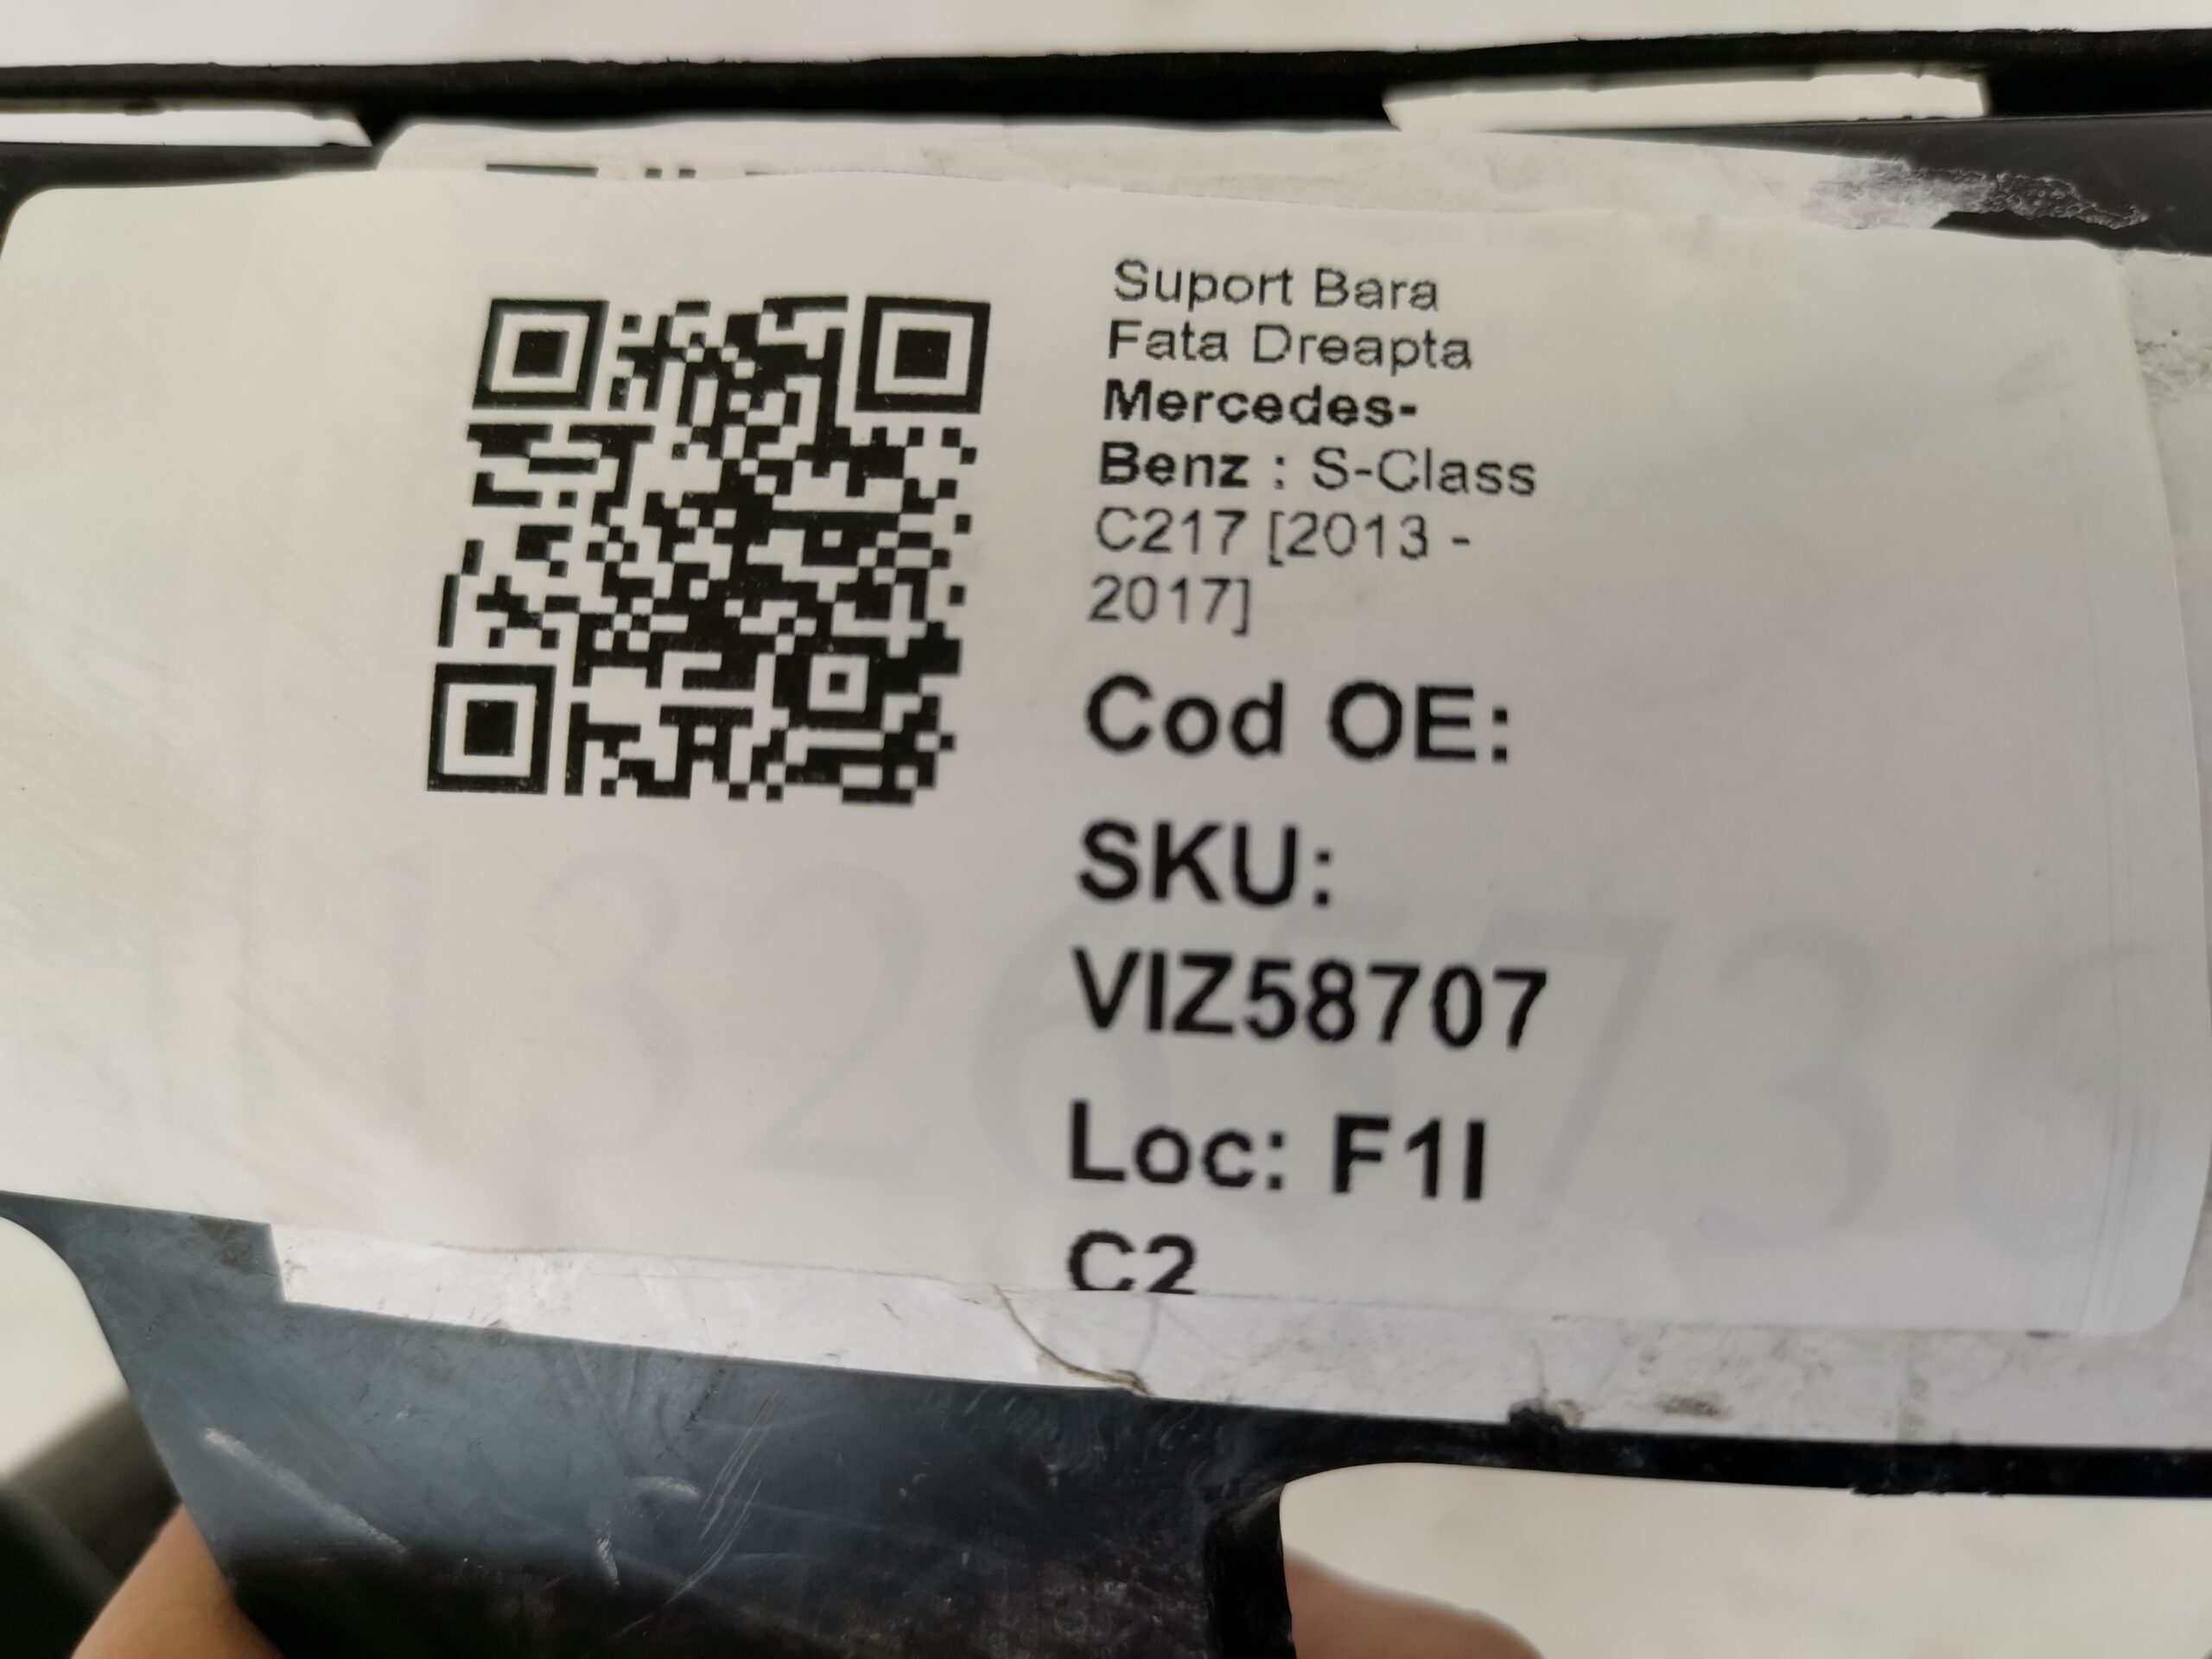 Suport Bara
Fata Dreapta
Mercedes-
Benz : S-Class
C217 [2013 -
2017]
Cod OE:
SKU:
VIZ58707
Loc: F1I
C2